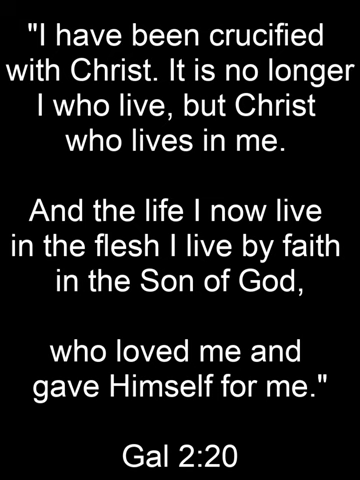 "I have been crucified
with Christ. It is no longer
I who live, but Christ
who lives in me.
And the life I now live
in the flesh I live by faith
in the Son of God,
who loved me and
gave Himself for me."
Gal 2:20